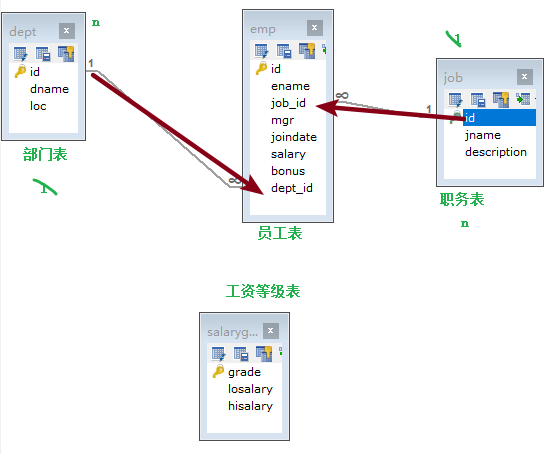 dept
n
id
dname
loc
1
部门表
1
emp
id
ename
job_id
mgr
joindate
salary
bonus
dept_id
∞
∞
员工表
1
job
1
id
jname
description
职务表
n
工资等级表
salaryg...
grade
losalary
hisalary